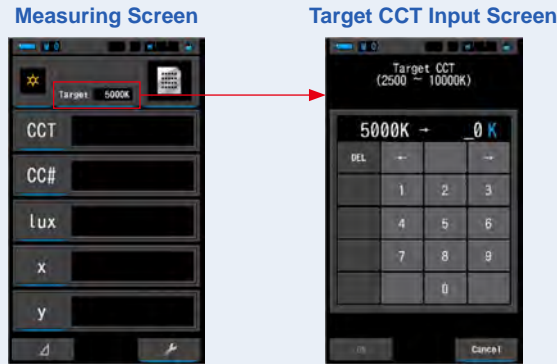 Measuring Screen
Target 5000K
CCT
CC#
lux
x
y
Target CCT Input Screen
Target CCT
(2500 ~ 10000K)
5000K → _0 K
DEL ← →
1 2 3
4 5 6
7 8 9
0
Cancel